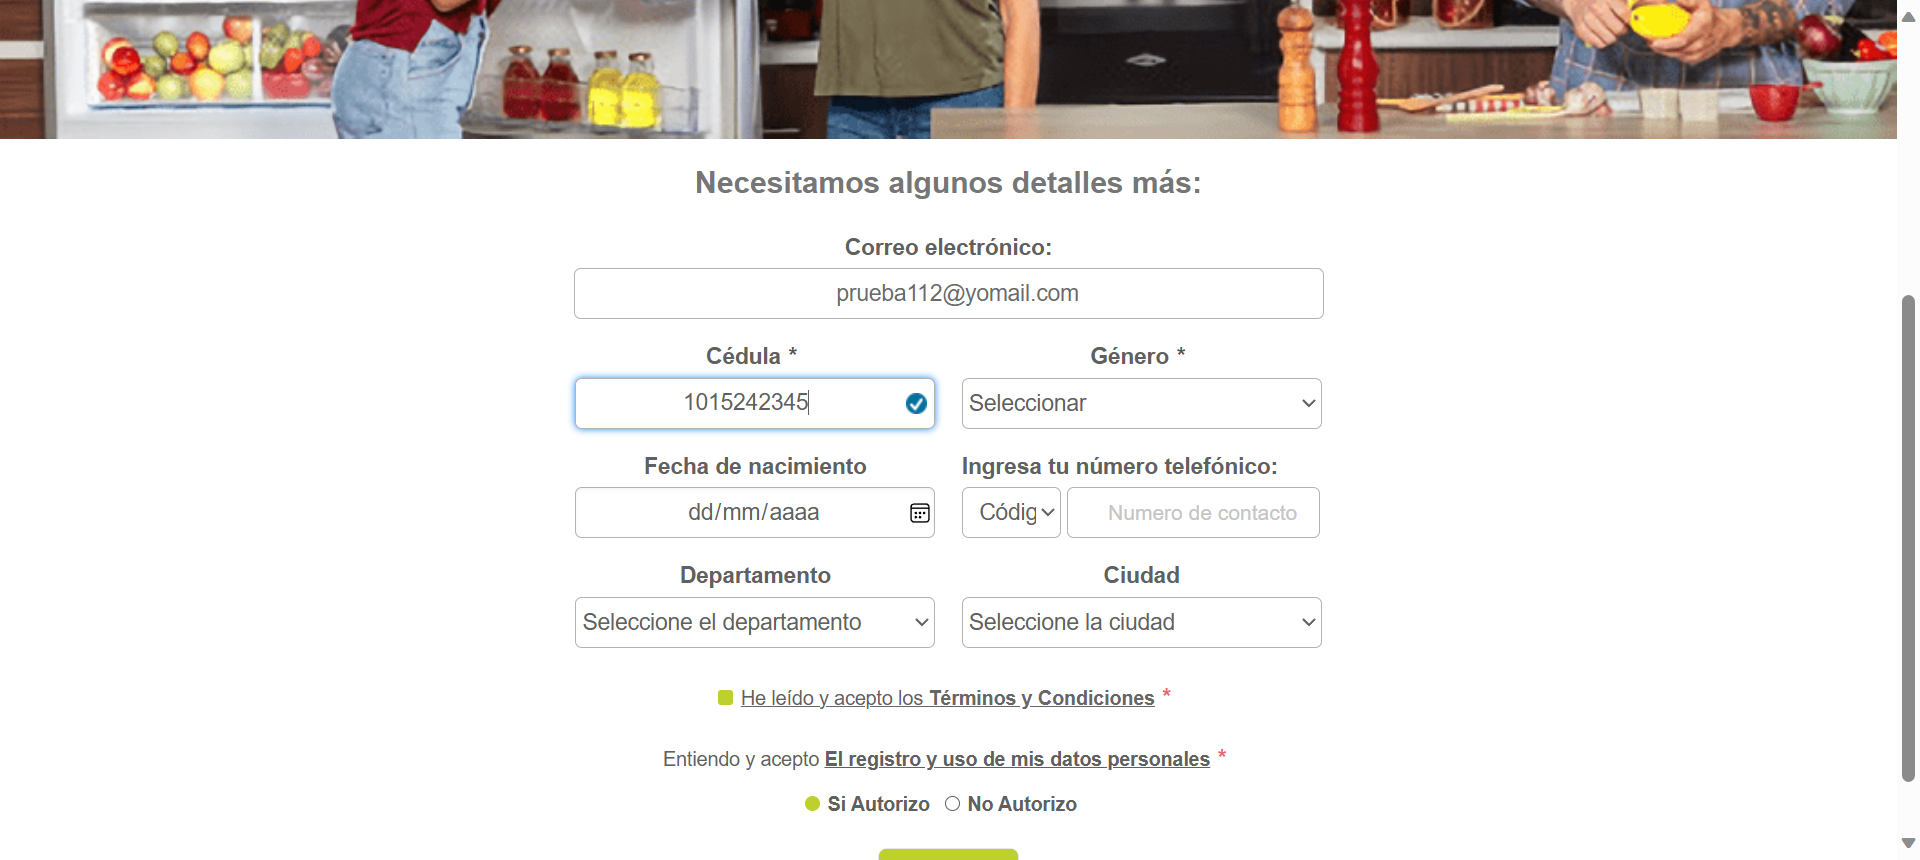 Necesitamos algunos detalles más:
Correo electrónico:
prueba112@yomail.com
Cédula * Género *
1015242345 Seleccionar
Fecha de nacimiento Ingresa tu número telefónico:
dd/mm/aaaa Códig Numero de contacto
Departamento Ciudad
Seleccione el departamento Seleccione la ciudad
He leído y acepto los Términos y Condiciones *
Entiendo y acepto El registro y uso de mis datos personales *
Si Autorizo No Autorizo